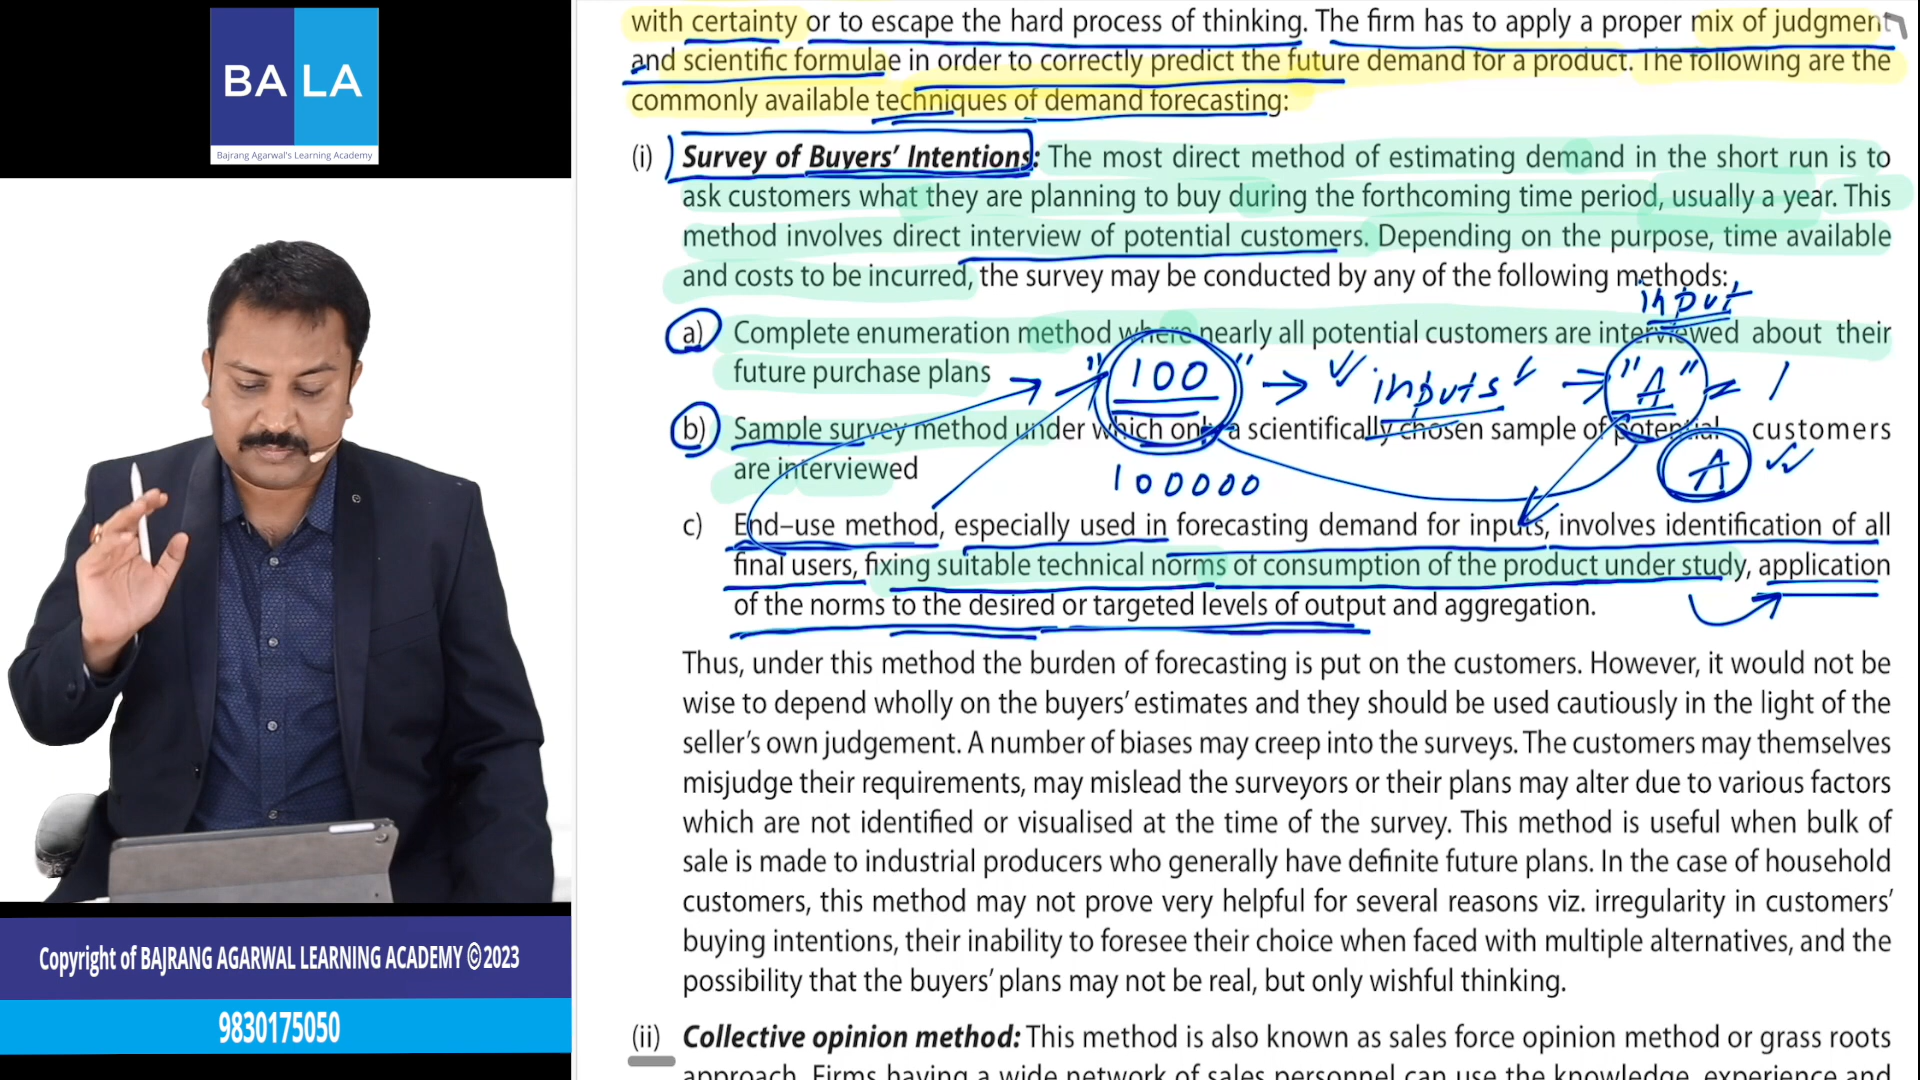 BA LA
Bajrang Agarwal's Learning Academy
Copyright of BAJRANG AGARWAL LEARNING ACADEMY ©2023
9830175050
with certainty or to escape the hard process of thinking. The firm has to apply a proper mix of judgment
and scientific formulae in order to correctly predict the future demand for a product. The following are the
commonly available techniques of demand forecasting:
(i) Survey of Buyers' Intentions: The most direct method of estimating demand in the short run is to
ask customers what they are planning to buy during the forthcoming time period, usually a year. This
method involves direct interview of potential customers. Depending on the purpose, time available
and costs to be incurred, the survey may be conducted by any of the following methods:
input
a) Complete enumeration method where nearly all potential customers are interviewed about their
future purchase plans
"100" → inputs → "A" = 1
b) Sample survey method under which only a scientifically chosen sample of potential customers
are interviewed
100000
A
c) End–use method, especially used in forecasting demand for inputs, involves identification of all
final users, fixing suitable technical norms of consumption of the product under study, application
of the norms to the desired or targeted levels of output and aggregation.
Thus, under this method the burden of forecasting is put on the customers. However, it would not be
wise to depend wholly on the buyers' estimates and they should be used cautiously in the light of the
seller's own judgement. A number of biases may creep into the surveys. The customers may themselves
misjudge their requirements, may mislead the surveyors or their plans may alter due to various factors
which are not identified or visualised at the time of the survey. This method is useful when bulk of
sale is made to industrial producers who generally have definite future plans. In the case of household
customers, this method may not prove very helpful for several reasons viz. irregularity in customers'
buying intentions, their inability to foresee their choice when faced with multiple alternatives, and the
possibility that the buyers' plans may not be real, but only wishful thinking.
(ii) Collective opinion method: This method is also known as sales force opinion method or grass roots
approach. Firms having a wide network of sales personnel can use the knowledge, experience and